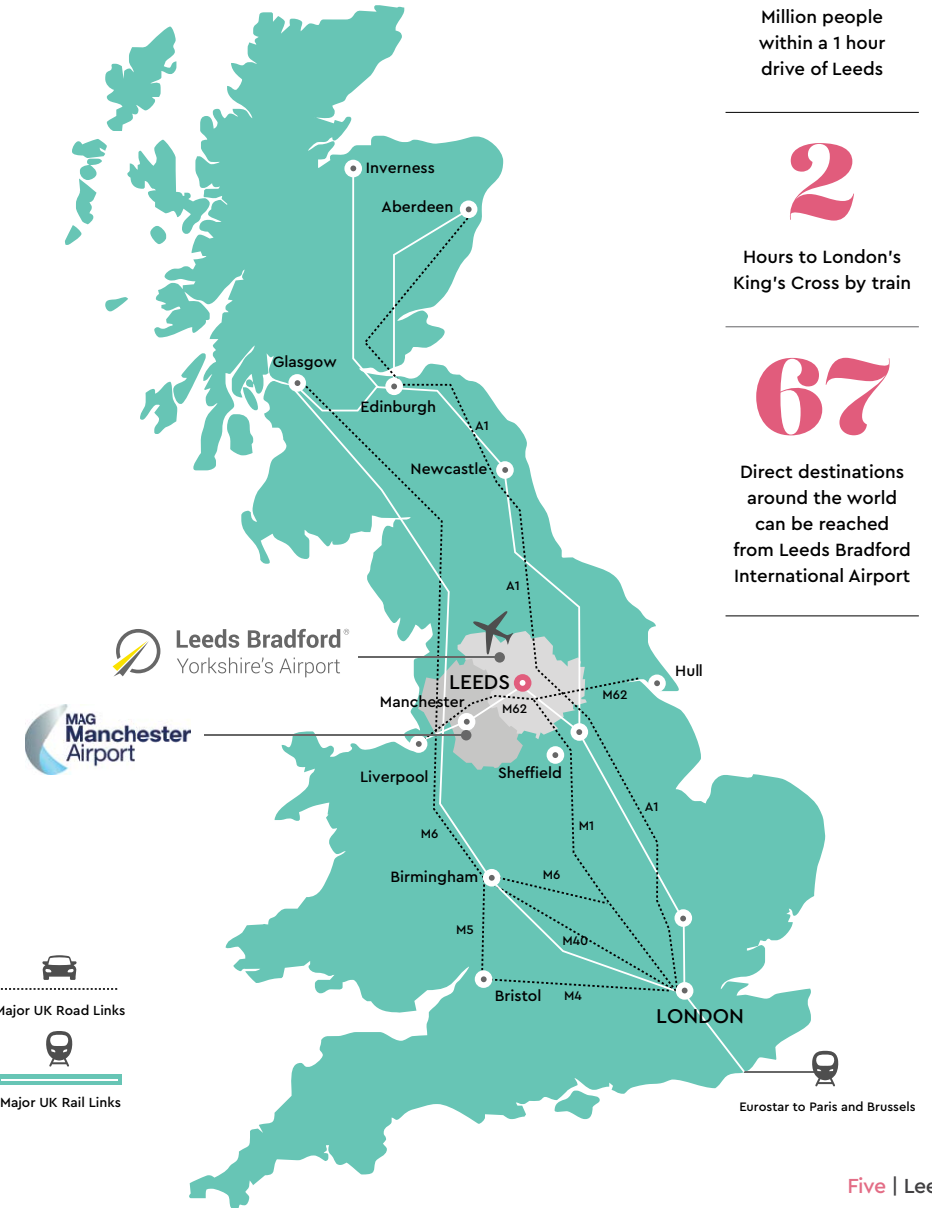 Million people
within a 1 hour
drive of Leeds
2
Hours to London's
King's Cross by train
67
Direct destinations
around the world
can be reached
from Leeds Bradford
International Airport
Inverness
Aberdeen
Glasgow
Edinburgh
A1
Newcastle
A1
Leeds Bradford®
Yorkshire's Airport
LEEDS
Hull
M62
Manchester
M62
MAG
Manchester
Airport
Liverpool
Sheffield
A1
M1
M6
Birmingham
M6
M5
M40
Bristol
M4
LONDON
Major UK Road Links
Major UK Rail Links
Eurostar to Paris and Brussels
Five | Lee